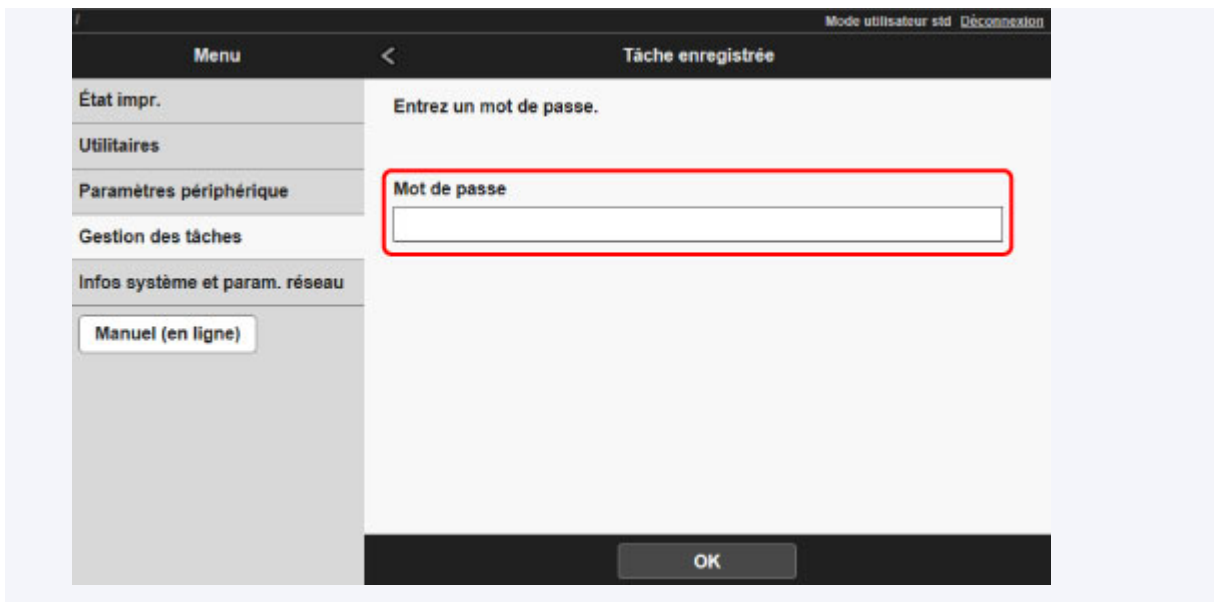 /
Mode utilisateur std Déconnexion
Menu
< Tâche enregistrée
État impr.
Utilitaires
Paramètres périphérique
Gestion des tâches
Infos système et param. réseau
Manuel (en ligne)
Entrez un mot de passe.
Mot de passe
OK